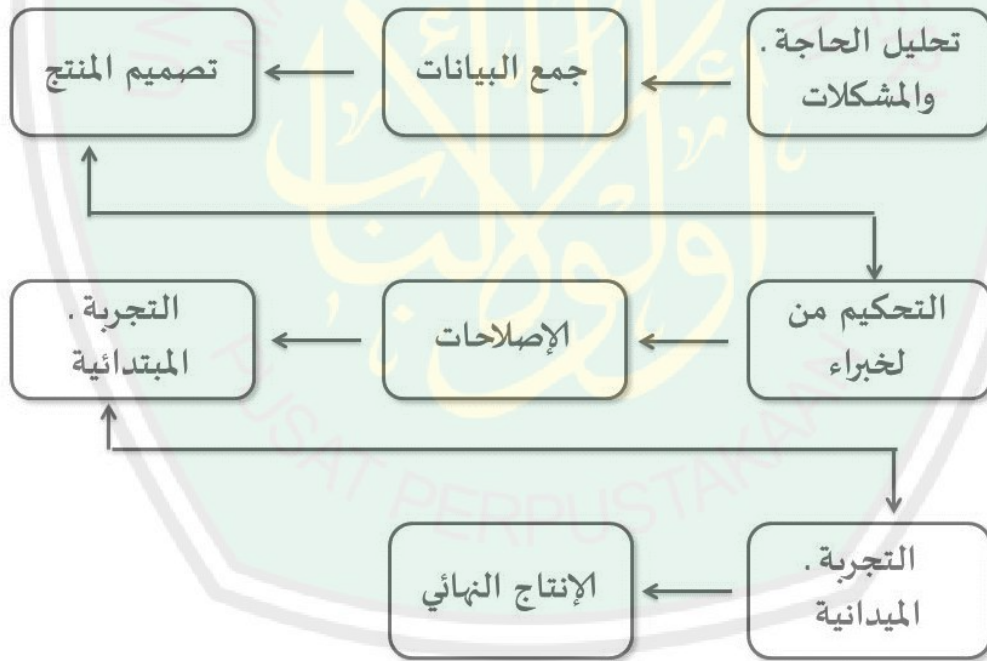 تحليل الحاجة .
والمشكلات
جمع البيانات
تصميم المنتج
التحكيم من
لخبراء
الإصلاحات
التجربة .
المبتدائية
التجربة .
الميدانية
الإنتاج النهائي
PUSAT PERPUSTAKAAN